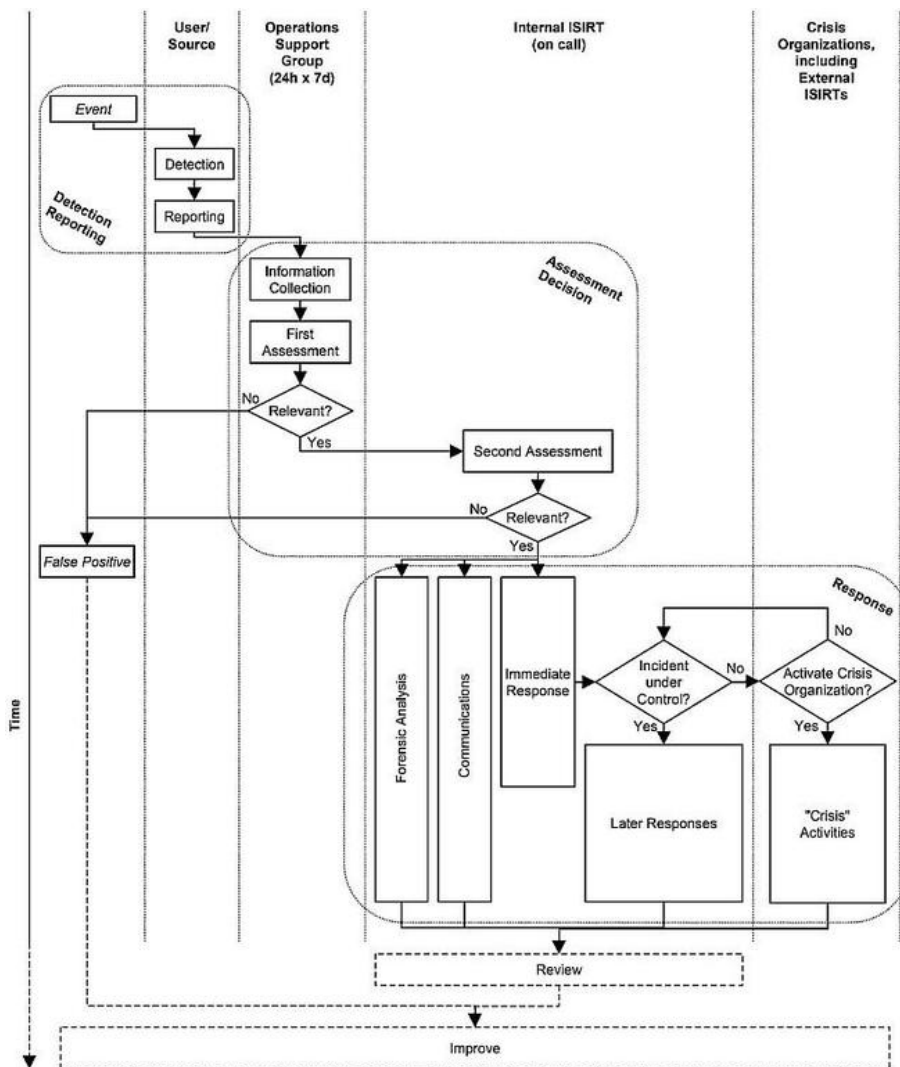 User/
Source
Operations
Support
Group
(24h x 7d)
Internal ISIRT
(on call)
Crisis
Organizations,
including
External
ISIRTs
Event
Detection
Reporting
Detection
Reporting
Information
Collection
Assessment
Decision
First
Assessment
No
Relevant?
Yes
Second Assessment
No
Relevant?
Yes
False Positive
Response
Forensic Analysis
Communications
Immediate
Response
Incident
under
Control?
No
No
Activate Crisis
Organization?
Yes
Yes
Later Responses
"Crisis"
Activities
Time
Review
Improve